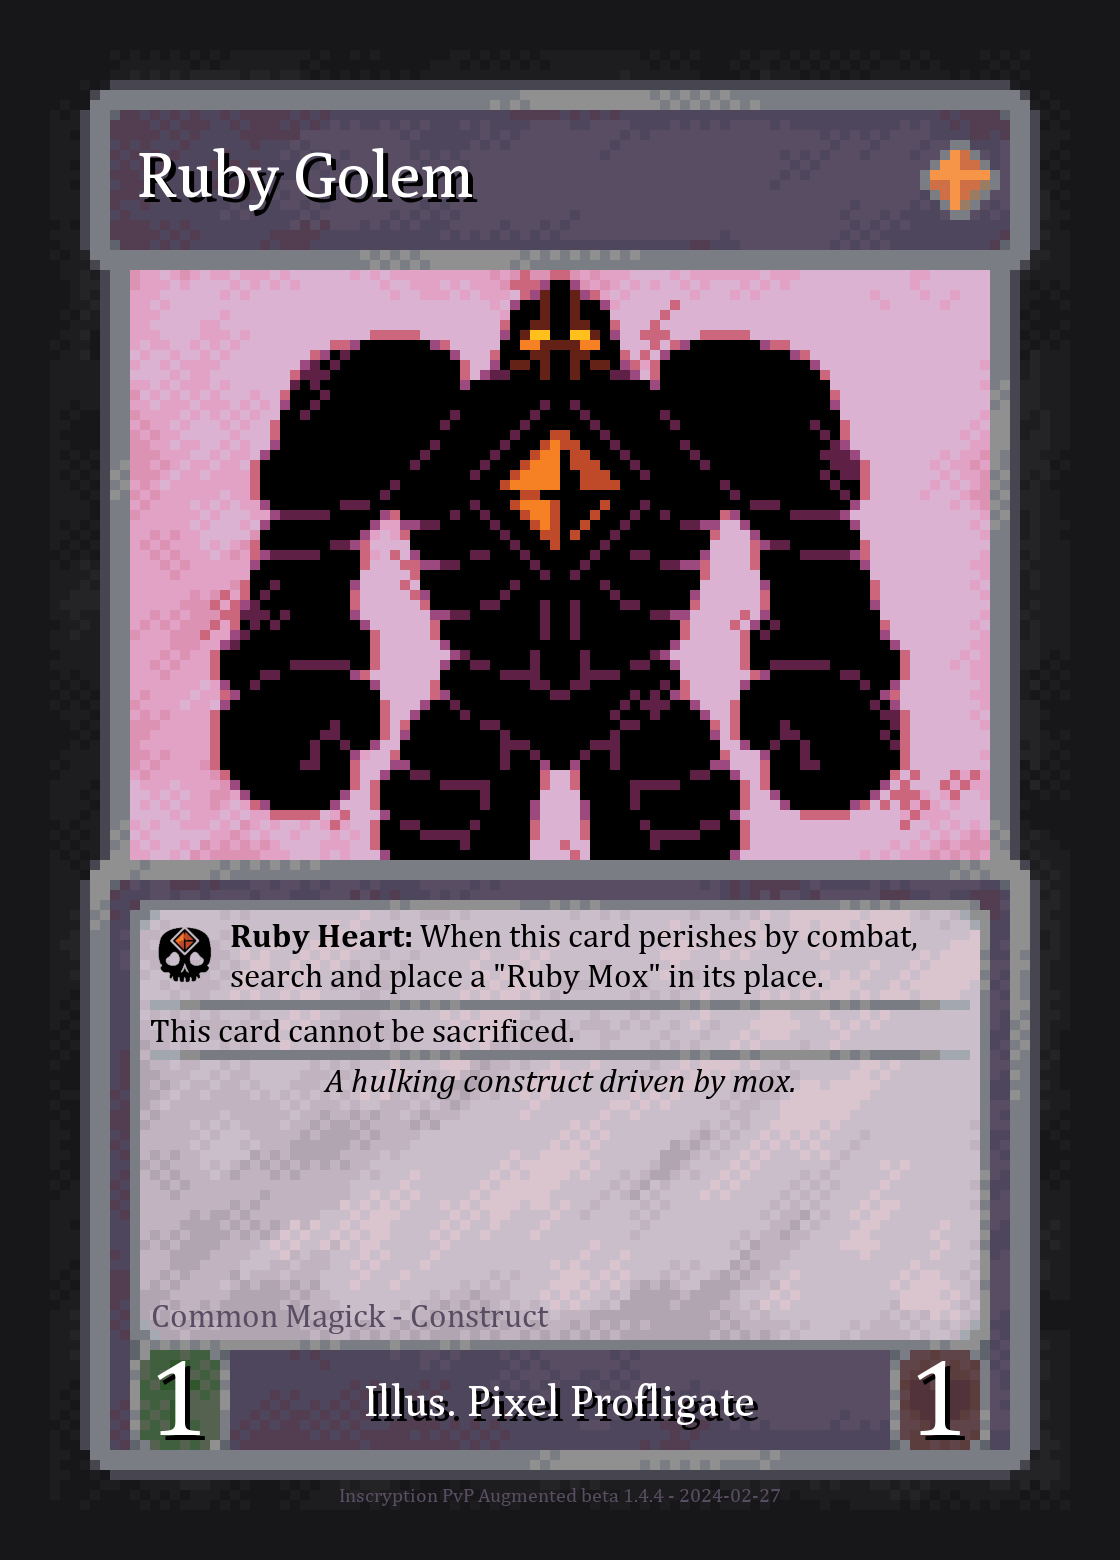 Ruby Golem
Ruby Heart: When this card perishes by combat,
search and place a "Ruby Mox" in its place.
This card cannot be sacrificed.
A hulking construct driven by mox.
Common Magick - Construct
1
Illus. Pixel Profligate
1
Inscryption PvP Augmented beta 1.4.4 - 2024-02-27